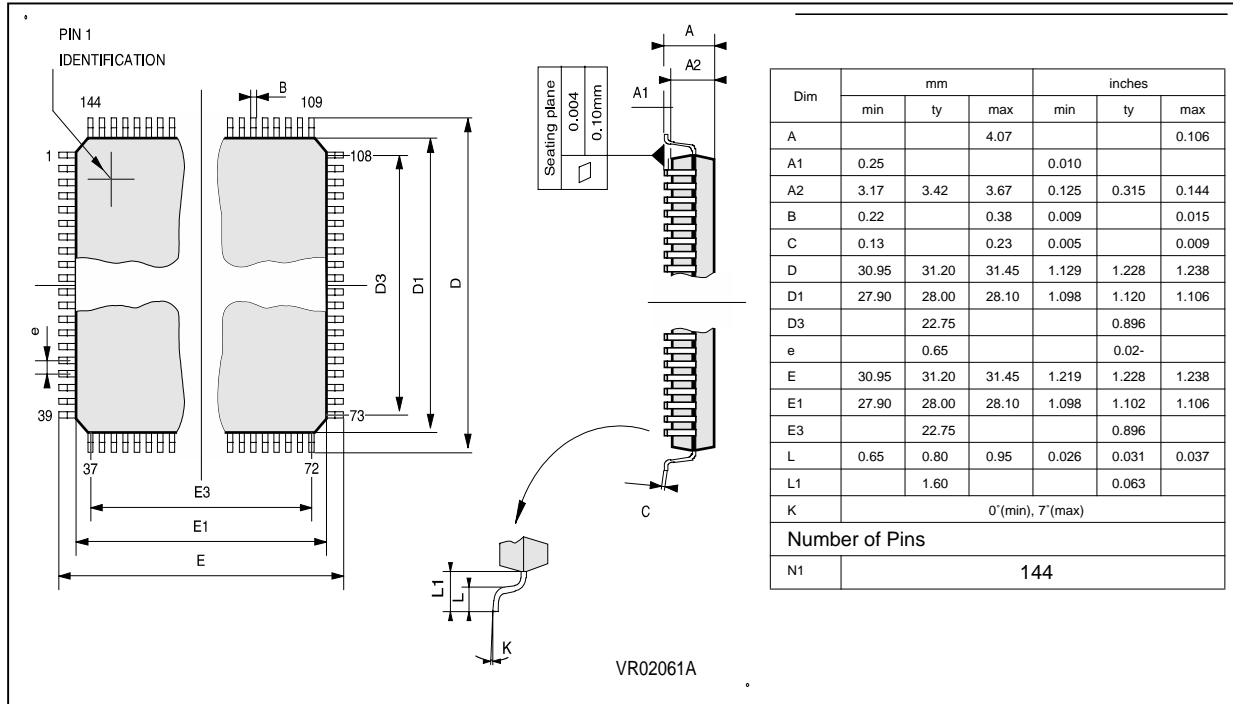 PIN 1
IDENTIFICATION
144
B
109
1
108
e
D3
D1
D
39
73
37
72
E3
E1
E
Seating plane
0.004
0.10mm
A
A2
A1
C
L1
L
K
VR02061A
Dim mm inches
min ty max min ty max
A 4.07 0.106
A1 0.25 0.010
A2 3.17 3.42 3.67 0.125 0.315 0.144
B 0.22 0.38 0.009 0.015
C 0.13 0.23 0.005 0.009
D 30.95 31.20 31.45 1.129 1.228 1.238
D1 27.90 28.00 28.10 1.098 1.120 1.106
D3 22.75 0.896
e 0.65 0.02-
E 30.95 31.20 31.45 1.219 1.228 1.238
E1 27.90 28.00 28.10 1.098 1.102 1.106
E3 22.75 0.896
L 0.65 0.80 0.95 0.026 0.031 0.037
L1 1.60 0.063
K 0°(min), 7°(max)
Number of Pins
N1 144